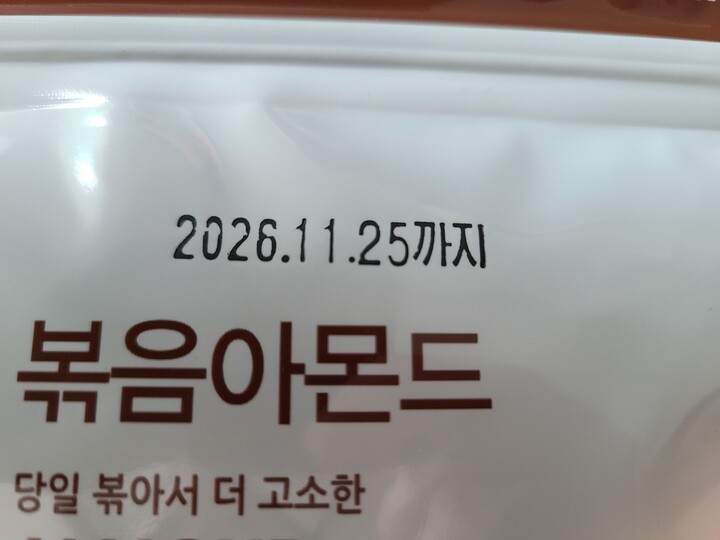 2026.11.25까지
볶음아몬드
당일 볶아서 더 고소한